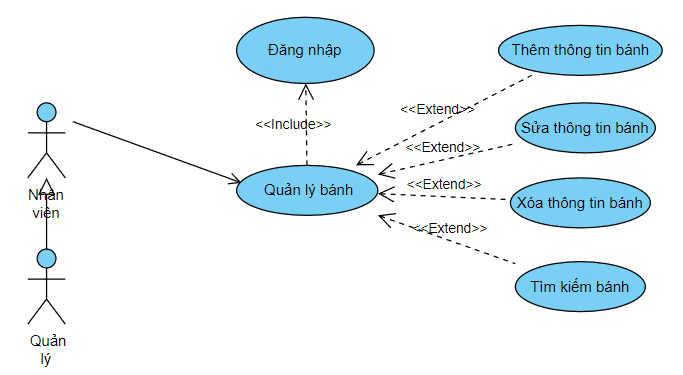 Đăng nhập
Thêm thông tin bánh
<<Extend>>
<<Include>>
Sửa thông tin bánh
<<Extend>>
Nhân
viên
Quản lý bánh
<<Extend>>
Xóa thông tin bánh
<<Extend>>
Tìm kiếm bánh
Quản
lý